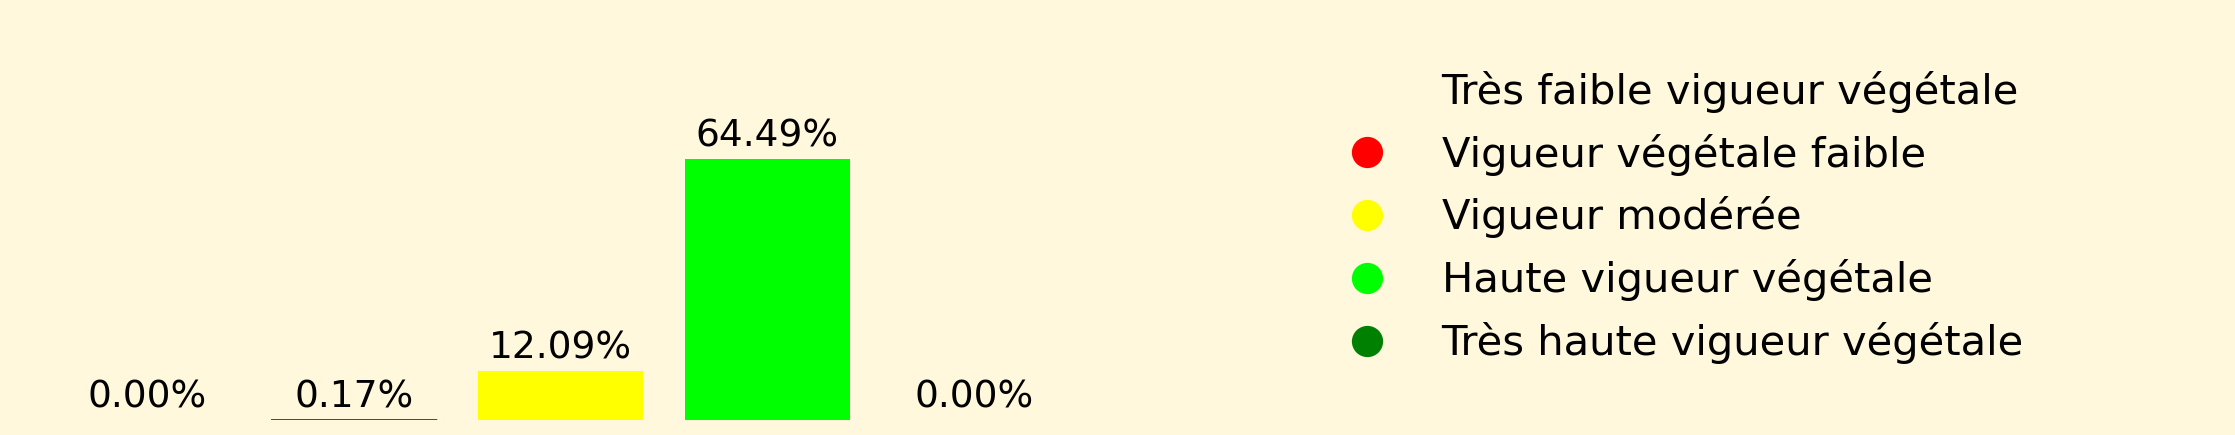 64.49%
12.09%
0.00%
0.17%
0.00%
Très faible vigueur végétale
Vigueur végétale faible
Vigueur modérée
Haute vigueur végétale
Très haute vigueur végétale